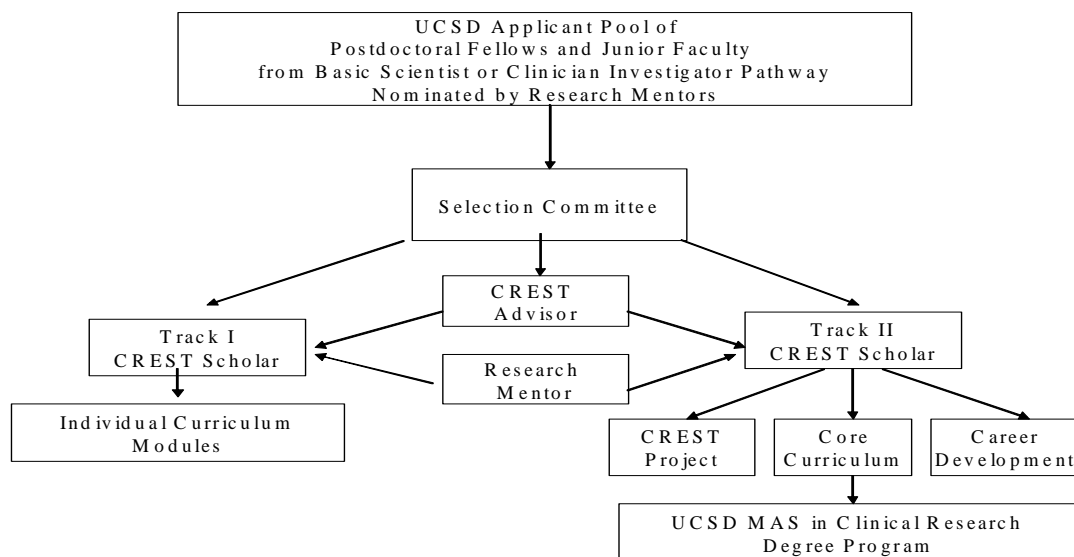 UCSD Applicant Pool of
Postdoctoral Fellows and Junior Faculty
from Basic Scientist or Clinician Investigator Pathway
Nominated by Research Mentors
Selection Committee
CREST
Advisor
Track I
CREST Scholar
Track II
CREST Scholar
Research
Mentor
Individual Curriculum
Modules
CREST
Project
Core
Curriculum
Career
Development
UCSD MAS in Clinical Research
Degree Program